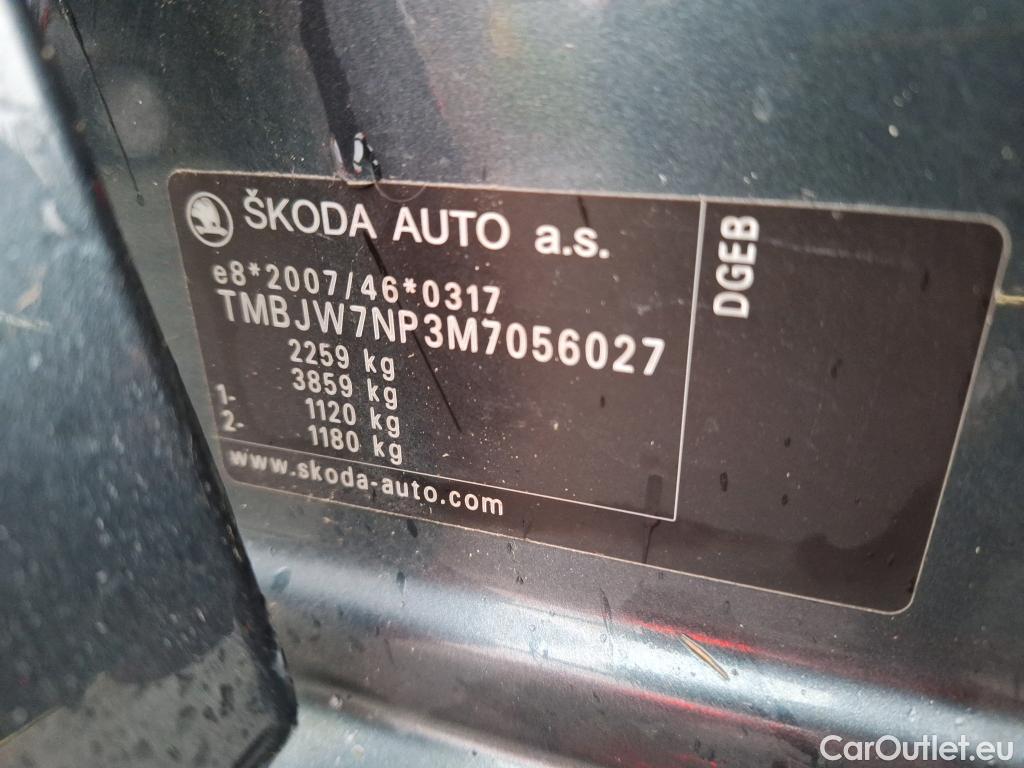 ŠKODA AUTO a.s.
e8*2007/46*0317
TMBJW7NP3M7056027
2259 kg
3859 kg
1- 1120 kg
2- 1180 kg
www.skoda-auto.com
DGEB
CarOutlet.eu